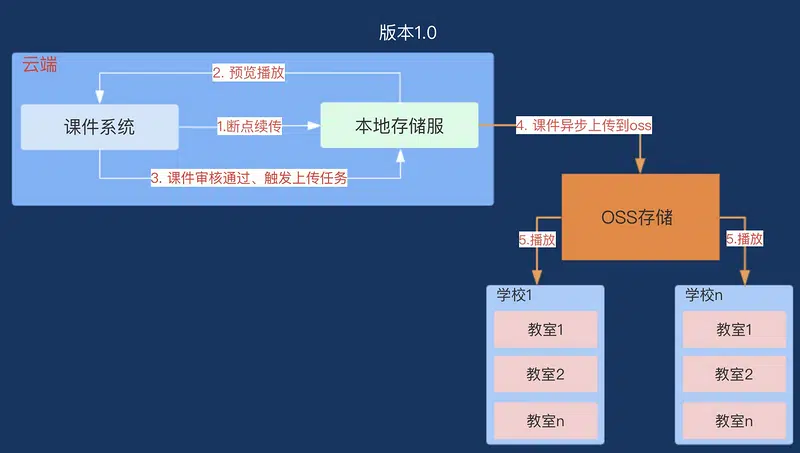 版本1.0
云端
2. 预览播放
课件系统
1.断点续传
本地存储服
4. 课件异步上传到oss
3. 课件审核通过、触发上传任务
OSS存储
5.播放
5.播放
学校1
学校n
教室1
教室1
教室2
教室2
教室n
教室n